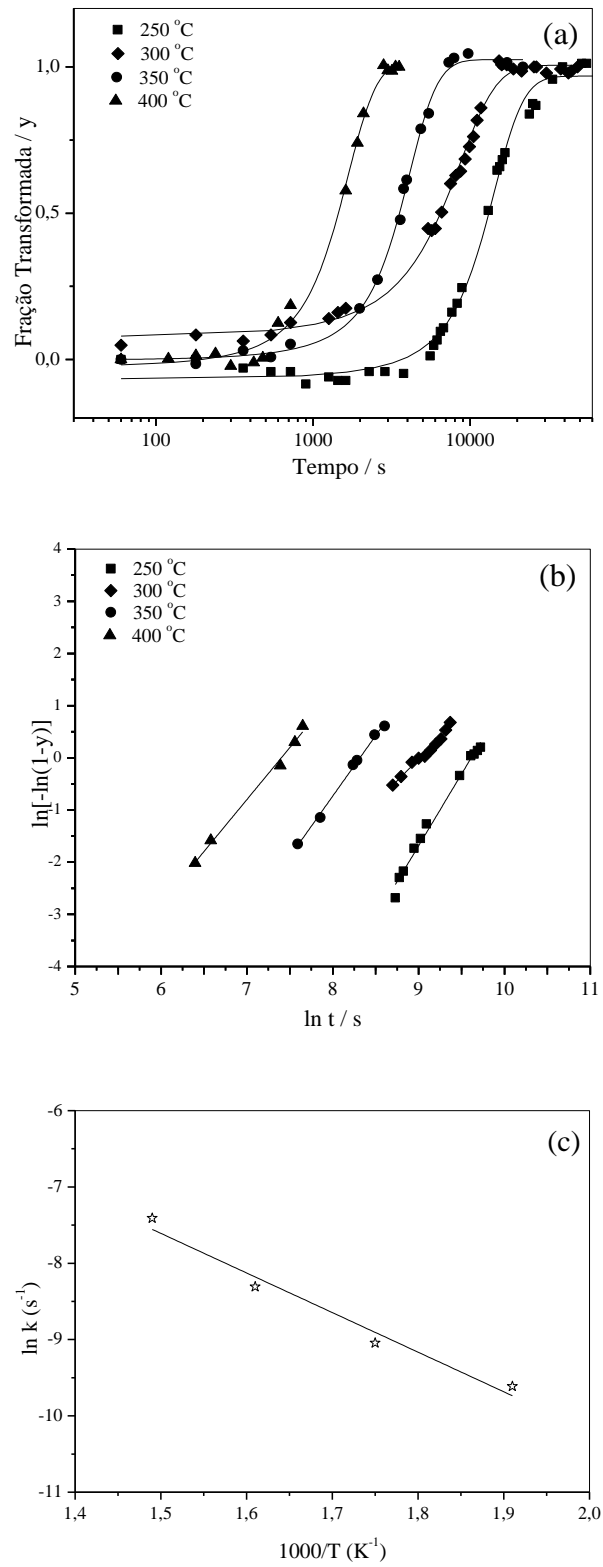 (a)
250 °C
300 °C
350 °C
400 °C
Fração Transformada / y
1,0
0,5
0,0
100 1000 10000
Tempo / s
(b)
250 °C
300 °C
350 °C
400 °C
ln[-ln(1-y)]
4
3
2
1
0
-1
-2
-3
-4
5 6 7 8 9 10 11
ln t / s
(c)
ln k (s⁻¹)
-6
-7
-8
-9
-10
-11
1,4 1,5 1,6 1,7 1,8 1,9 2,0
1000/T (K⁻¹)